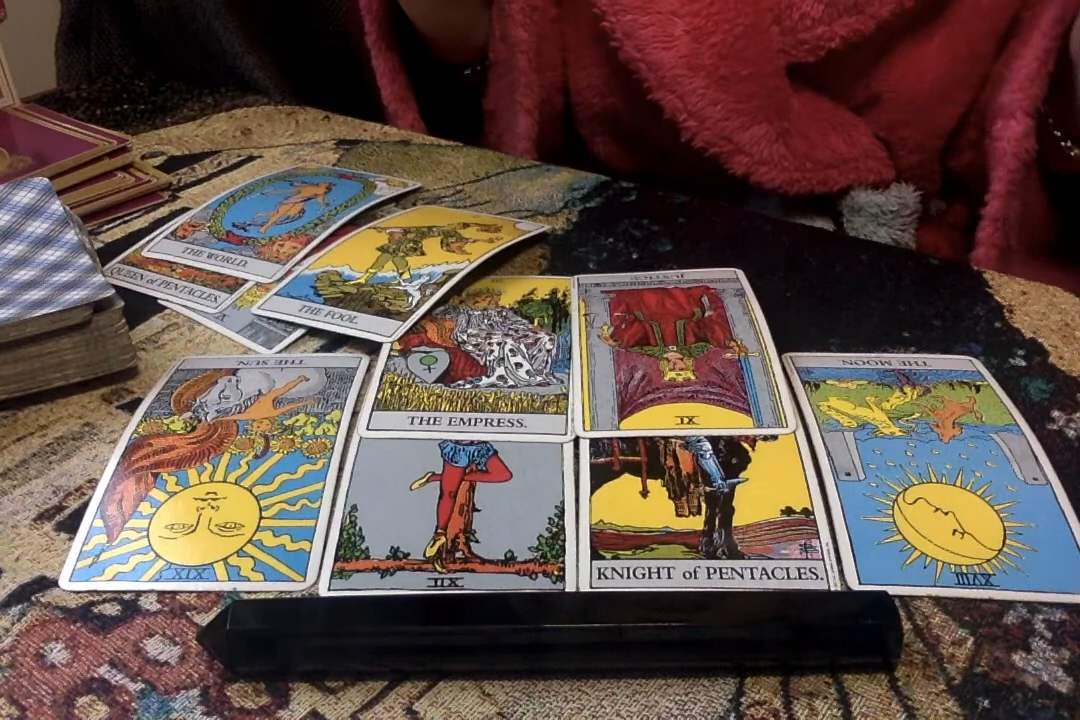 THE WORLD.
QUEEN of PENTACLES.
THE FOOL.
THE SUN.
XIX
THE EMPRESS.
JUSTICE.
XI
THE MOON.
XVIII
XII
KNIGHT of PENTACLES.